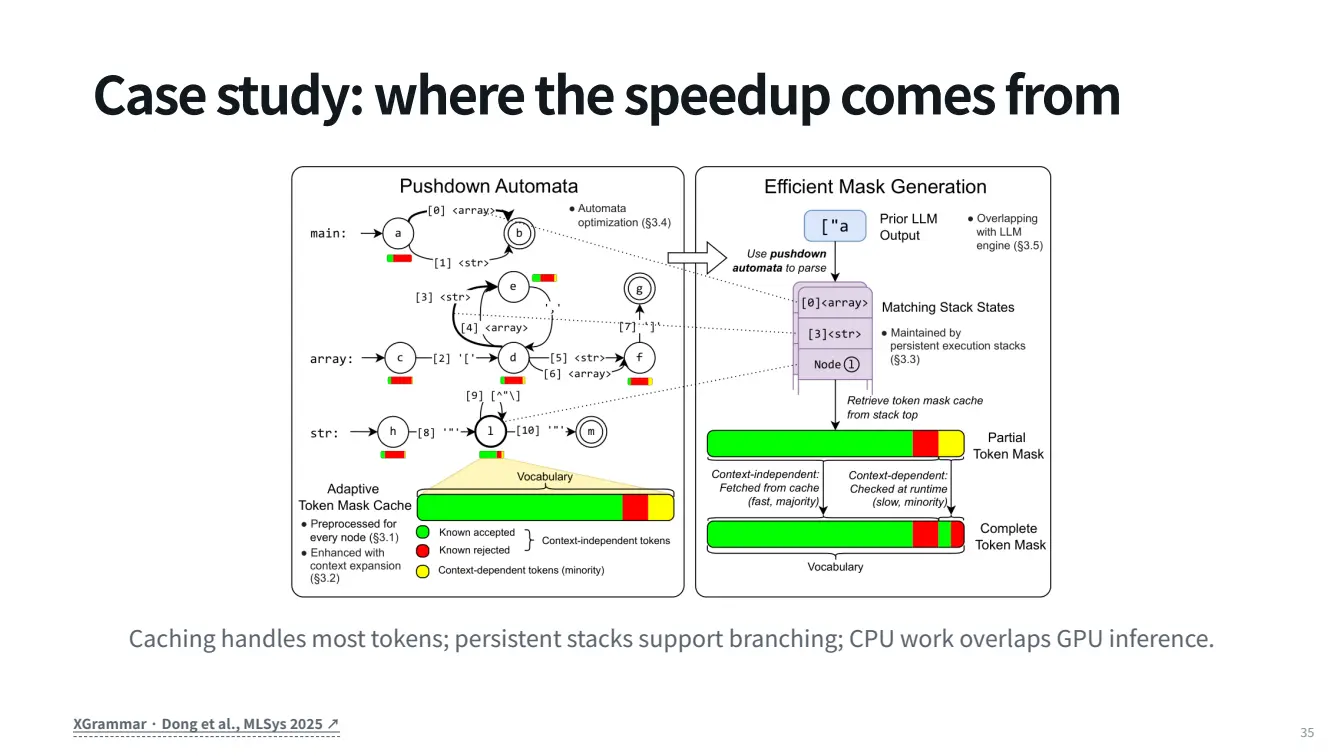 Case study: where the speedup comes from
Pushdown Automata
[0] <array>
● Automata
optimization (§3.4)
main:
a
b
[1] <str>
e
[3] <str>
','
g
[4] <array>
[7] ']'
array:
c
[2] '['
d
[5] <str>
f
[6] <array>
[9] [^"\]
str:
h
[8] '"'
l
[10] '"'
m
Vocabulary
Adaptive
Token Mask Cache
● Preprocessed for
every node (§3.1)
● Enhanced with
context expansion
(§3.2)
Known accepted
Known rejected
Context-independent tokens
Context-dependent tokens (minority)
Efficient Mask Generation
["a
Prior LLM
Output
● Overlapping
with LLM
engine (§3.5)
Use pushdown
automata to parse
[0]<array>
Matching Stack States
[3]<str>
● Maintained by
persistent execution stacks
(§3.3)
Node l
Retrieve token mask cache
from stack top
Partial
Token Mask
Context-independent:
Fetched from cache
(fast, majority)
Context-dependent:
Checked at runtime
(slow, minority)
Complete
Token Mask
Vocabulary
Caching handles most tokens; persistent stacks support branching; CPU work overlaps GPU inference.
XGrammar · Dong et al., MLSys 2025 ↗
35